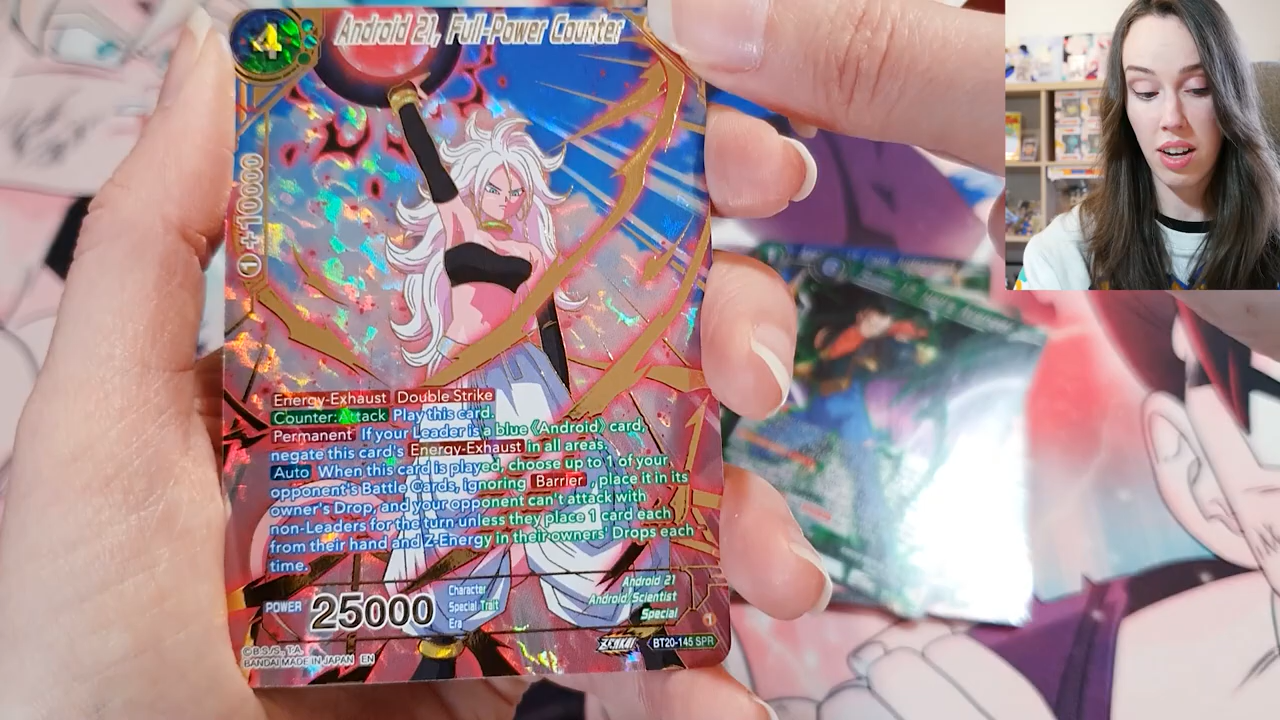 4
Android 21, Full-Power Counter
1 +10000
Energy-Exhaust Double Strike
Counter:Attack Play this card.
Permanent If your Leader is a blue 《Android》 card,
negate this card's Energy-Exhaust in all areas.
Auto When this card is played, choose up to 1 of your
opponent's Battle Cards, ignoring Barrier, place it in its
owner's Drop, and your opponent can't attack with
non-Leaders for the turn unless they place 1 card each
from their hand and Z-Energy in their owners' Drops each
time.
POWER 25000
Character Android 21
Special Trait Android Scientist
Era Special
1
ZENKAI BT20-145 SPR
©B.S./S., T.A.
BANDAI MADE IN JAPAN EN